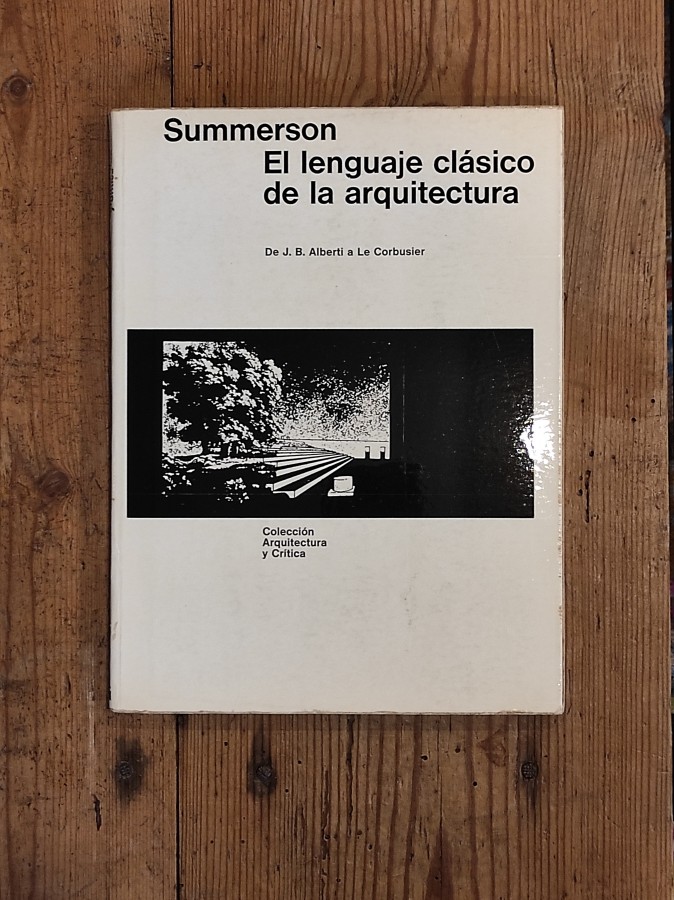 Summerson
El lenguaje clásico
de la arquitectura
De J. B. Alberti a Le Corbusier
Colección
Arquitectura
y Crítica